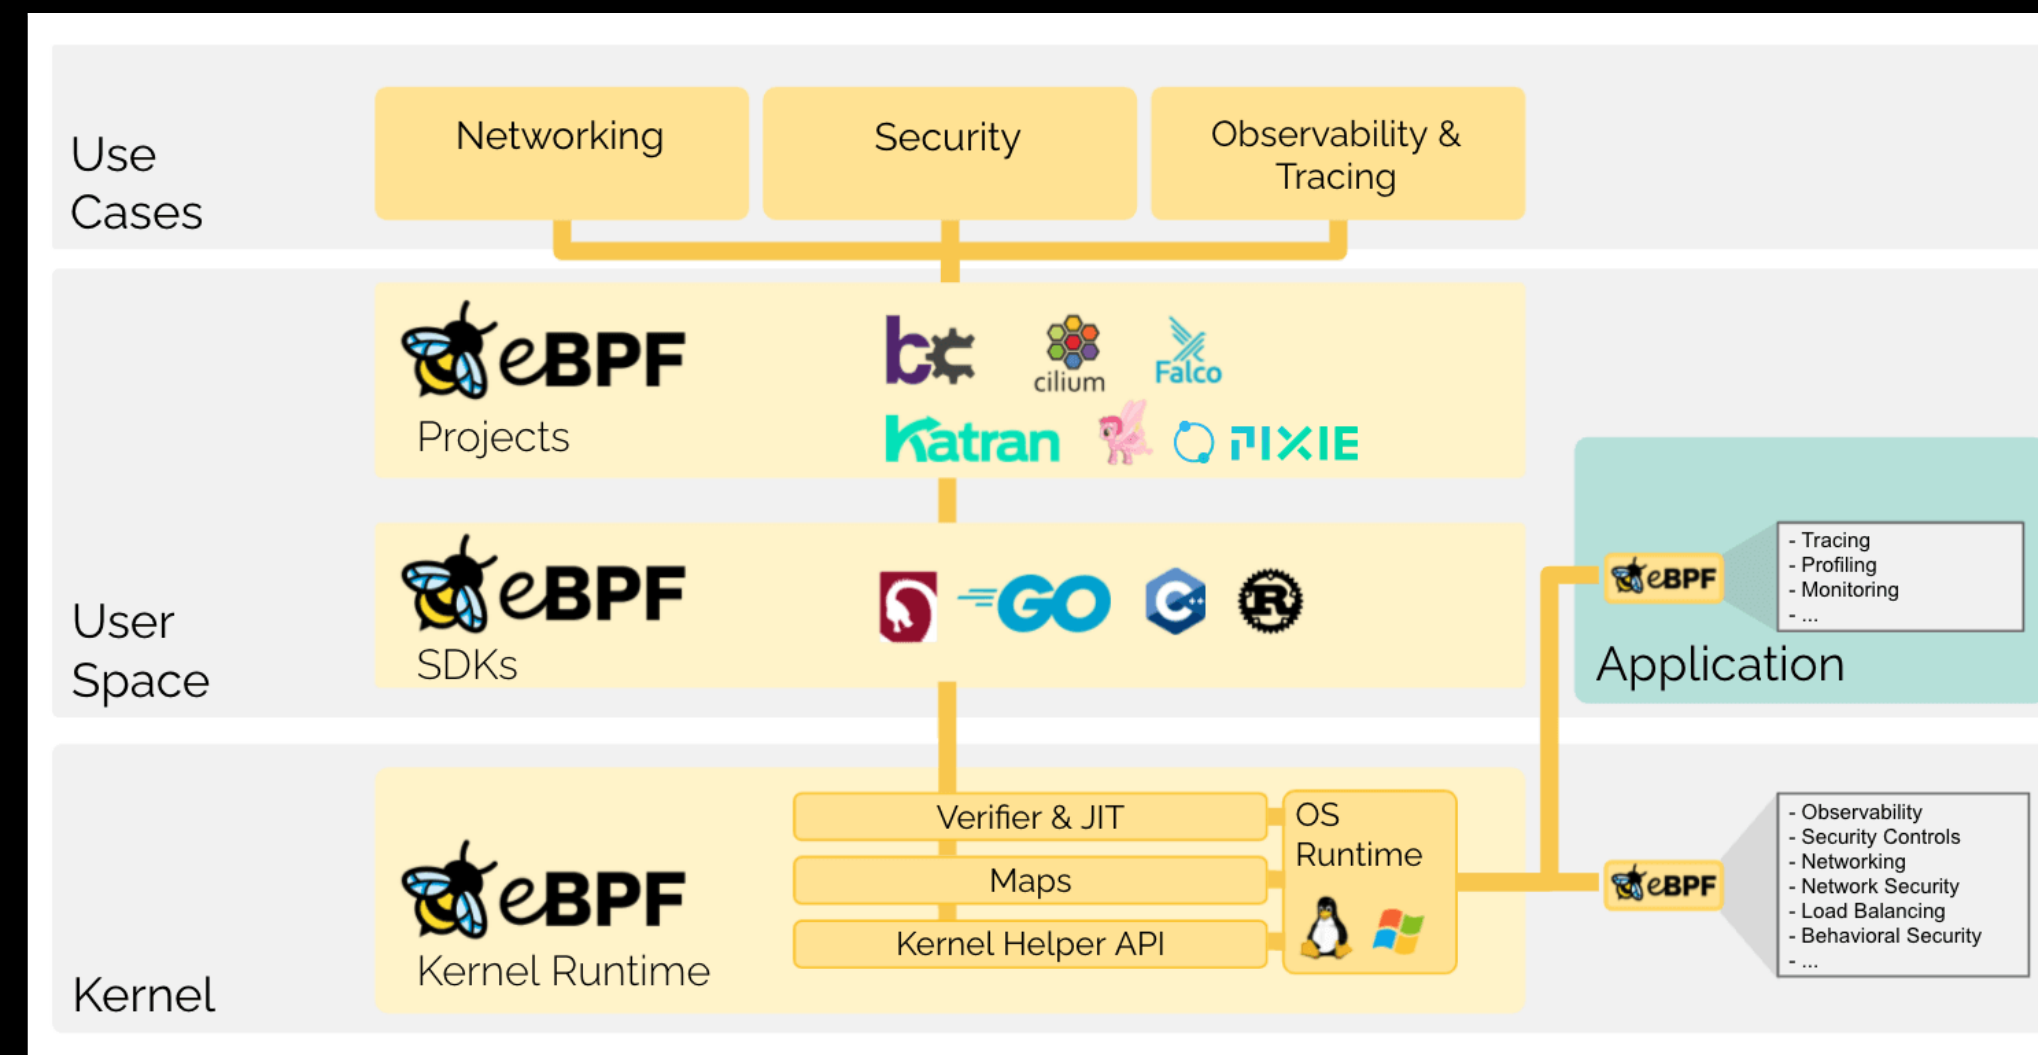 Use
Cases
Networking
Security
Observability &
Tracing
User
Space
eBPF
Projects
bc
cilium
Falco
Katran
PIXIE
eBPF
SDKs
GO
C++
R
eBPF
- Tracing
- Profiling
- Monitoring
- ...
Application
Kernel
eBPF
Kernel Runtime
Verifier & JIT
Maps
Kernel Helper API
OS
Runtime
eBPF
- Observability
- Security Controls
- Networking
- Network Security
- Load Balancing
- Behavioral Security
- ...